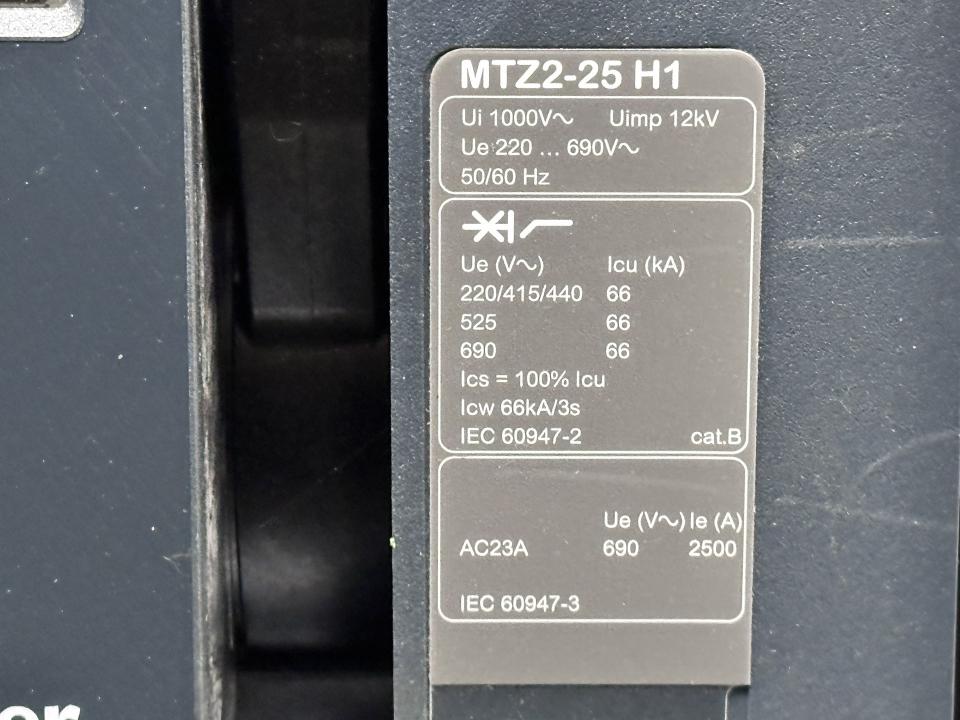 MTZ2-25 H1
Ui 1000V~ Uimp 12kV
Ue 220 ... 690V~
50/60 Hz
Ue (V~) Icu (kA)
220/415/440 66
525 66
690 66
Ics = 100% Icu
Icw 66kA/3s
IEC 60947-2 cat.B
Ue (V~) Ie (A)
AC23A 690 2500
IEC 60947-3